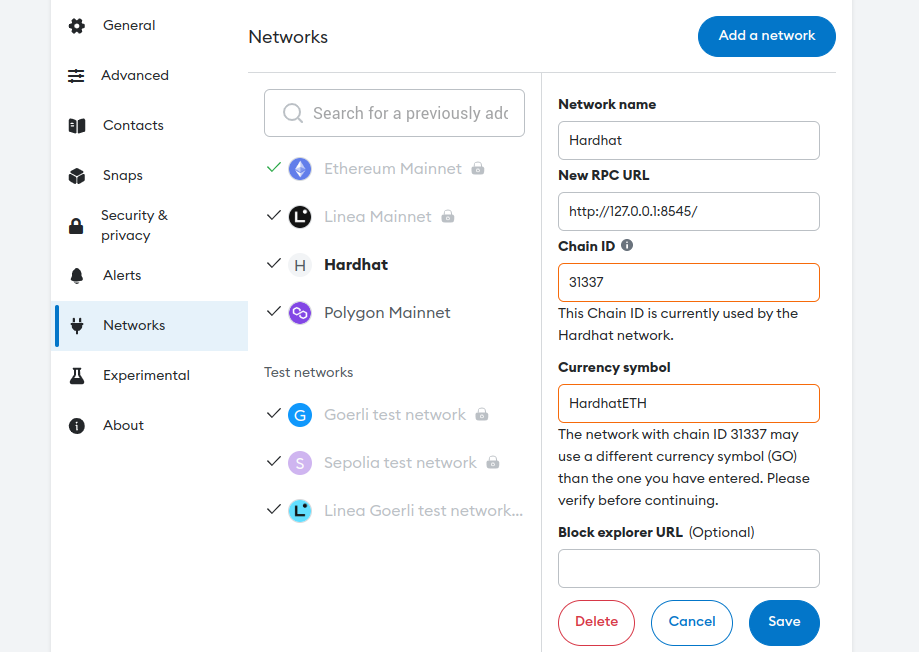 General
Advanced
Contacts
Snaps
Security &
privacy
Alerts
Networks
Experimental
About
Networks
Add a network
Search for a previously add
Ethereum Mainnet
L
Linea Mainnet
H
Hardhat
Polygon Mainnet
Test networks
G
Goerli test network
S
Sepolia test network
L
Linea Goerli test network...
Network name
Hardhat
New RPC URL
http://127.0.0.1:8545/
Chain ID
31337
This Chain ID is currently used by the
Hardhat network.
Currency symbol
HardhatETH
The network with chain ID 31337 may
use a different currency symbol (GO)
than the one you have entered. Please
verify before continuing.
Block explorer URL (Optional)
Delete
Cancel
Save